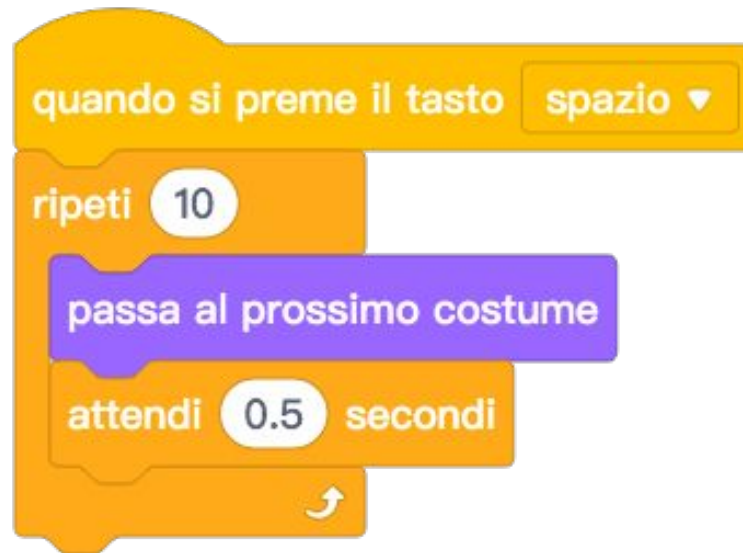 quando si preme il tasto spazio
ripeti 10
passa al prossimo costume
attendi 0.5 secondi